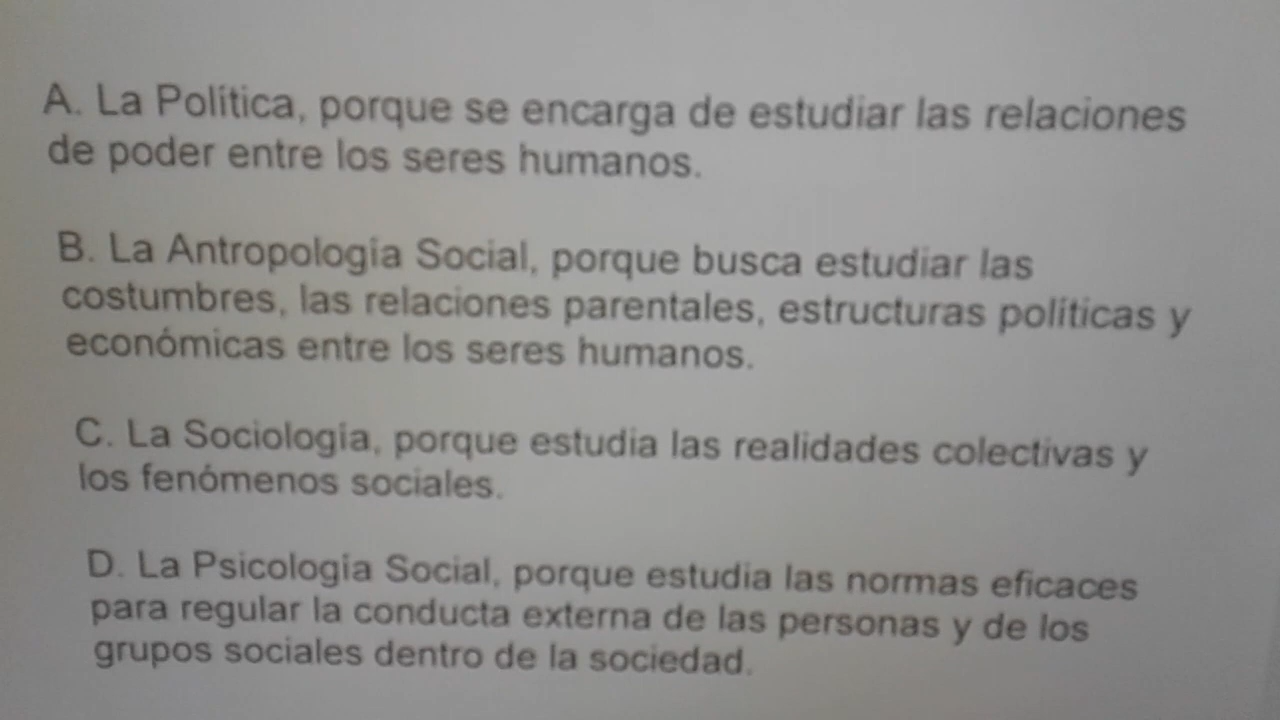 A. La Política, porque se encarga de estudiar las relaciones
de poder entre los seres humanos.
B. La Antropología Social, porque busca estudiar las
costumbres, las relaciones parentales, estructuras políticas y
económicas entre los seres humanos.
C. La Sociología, porque estudia las realidades colectivas y
los fenómenos sociales.
D. La Psicología Social, porque estudia las normas eficaces
para regular la conducta externa de las personas y de los
grupos sociales dentro de la sociedad.